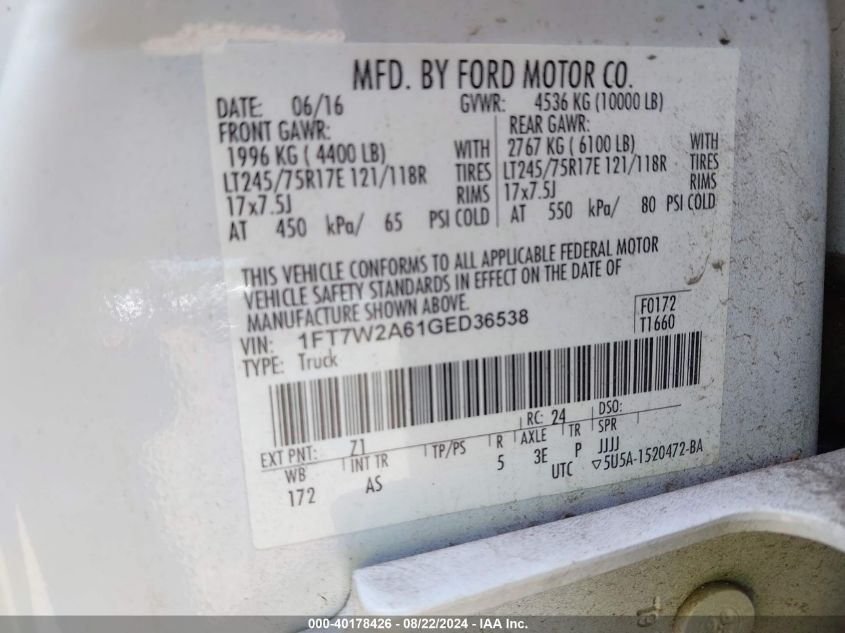 MFD. BY FORD MOTOR CO.
DATE: 06/16 GVWR: 4536 KG (10000 LB)
FRONT GAWR: REAR GAWR:
1996 KG ( 4400 LB) WITH 2767 KG ( 6100 LB) WITH
LT245/75R17E 121/118R TIRES LT245/75R17E 121/118R TIRES
17x7.5J RIMS 17x7.5J RIMS
AT 450 kPa/ 65 PSI COLD AT 550 kPa/ 80 PSI COLD
THIS VEHICLE CONFORMS TO ALL APPLICABLE FEDERAL MOTOR
VEHICLE SAFETY STANDARDS IN EFFECT ON THE DATE OF
MANUFACTURE SHOWN ABOVE.
F0172
VIN: 1FT7W2A61GED36538
T1660
TYPE: Truck
EXT PNT: Z1 RC: 24 DSO:
WB INT TR TP/PS R AXLE TR SPR
172 AS 5 3E P JJJJ
UTC ▽5U5A-1520472-BA
000-40178426 - 08/22/2024 - IAA Inc.